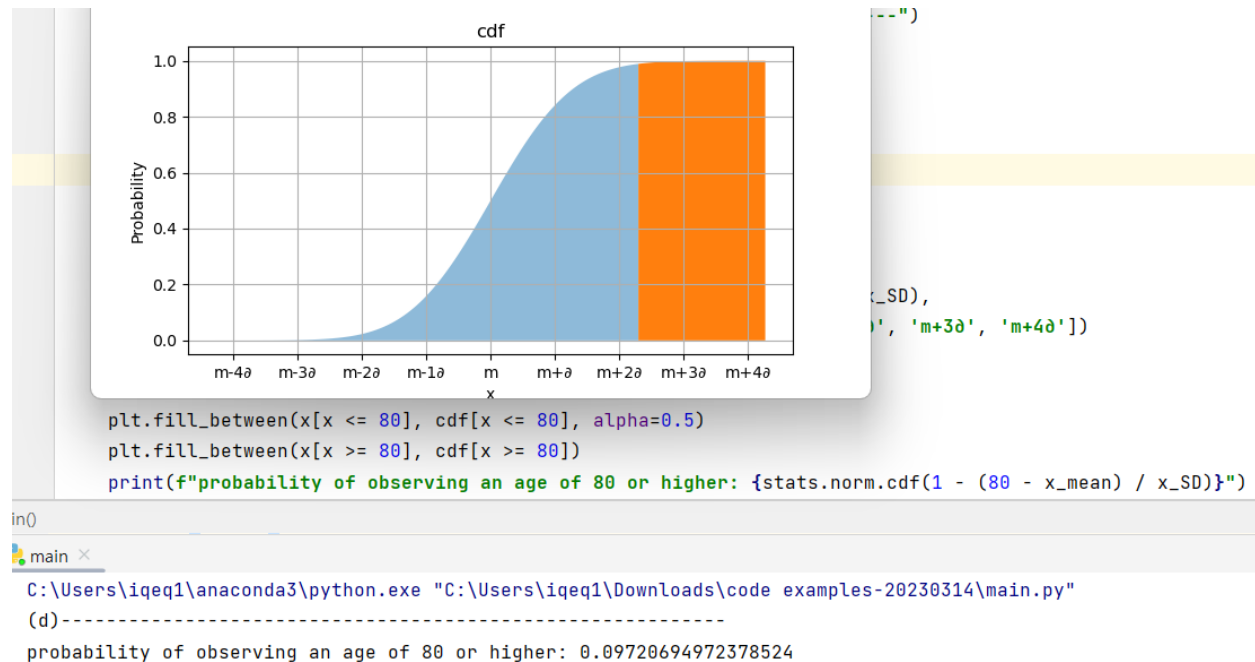 ---")
cdf
1.0
0.8
0.6
0.4
0.2
0.0
Probability
m-4∂ m-3∂ m-2∂ m-1∂ m m+∂ m+2∂ m+3∂ m+4∂
x
x_SD),
∂', 'm+3∂', 'm+4∂'])
plt.fill_between(x[x <= 80], cdf[x <= 80], alpha=0.5)
plt.fill_between(x[x >= 80], cdf[x >= 80])
print(f"probability of observing an age of 80 or higher: {stats.norm.cdf(1 - (80 - x_mean) / x_SD)}")
in()
main ×
C:\Users\iqeq1\anaconda3\python.exe "C:\Users\iqeq1\Downloads\code examples-20230314\main.py"
(d)-----------------------------------------------------------
probability of observing an age of 80 or higher: 0.09720694972378524